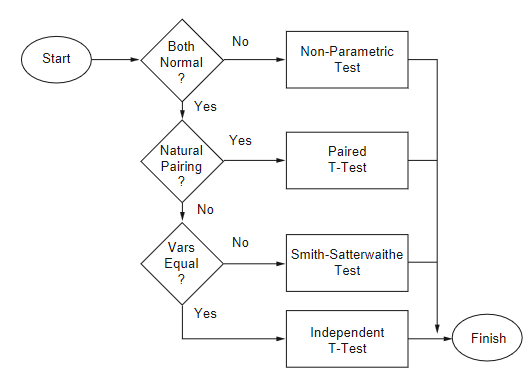 Start
Both
Normal
?
No
Non-Parametric
Test
Yes
Natural
Pairing
?
Yes
Paired
T-Test
No
Vars
Equal
?
No
Smith-Satterwaithe
Test
Yes
Independent
T-Test
Finish